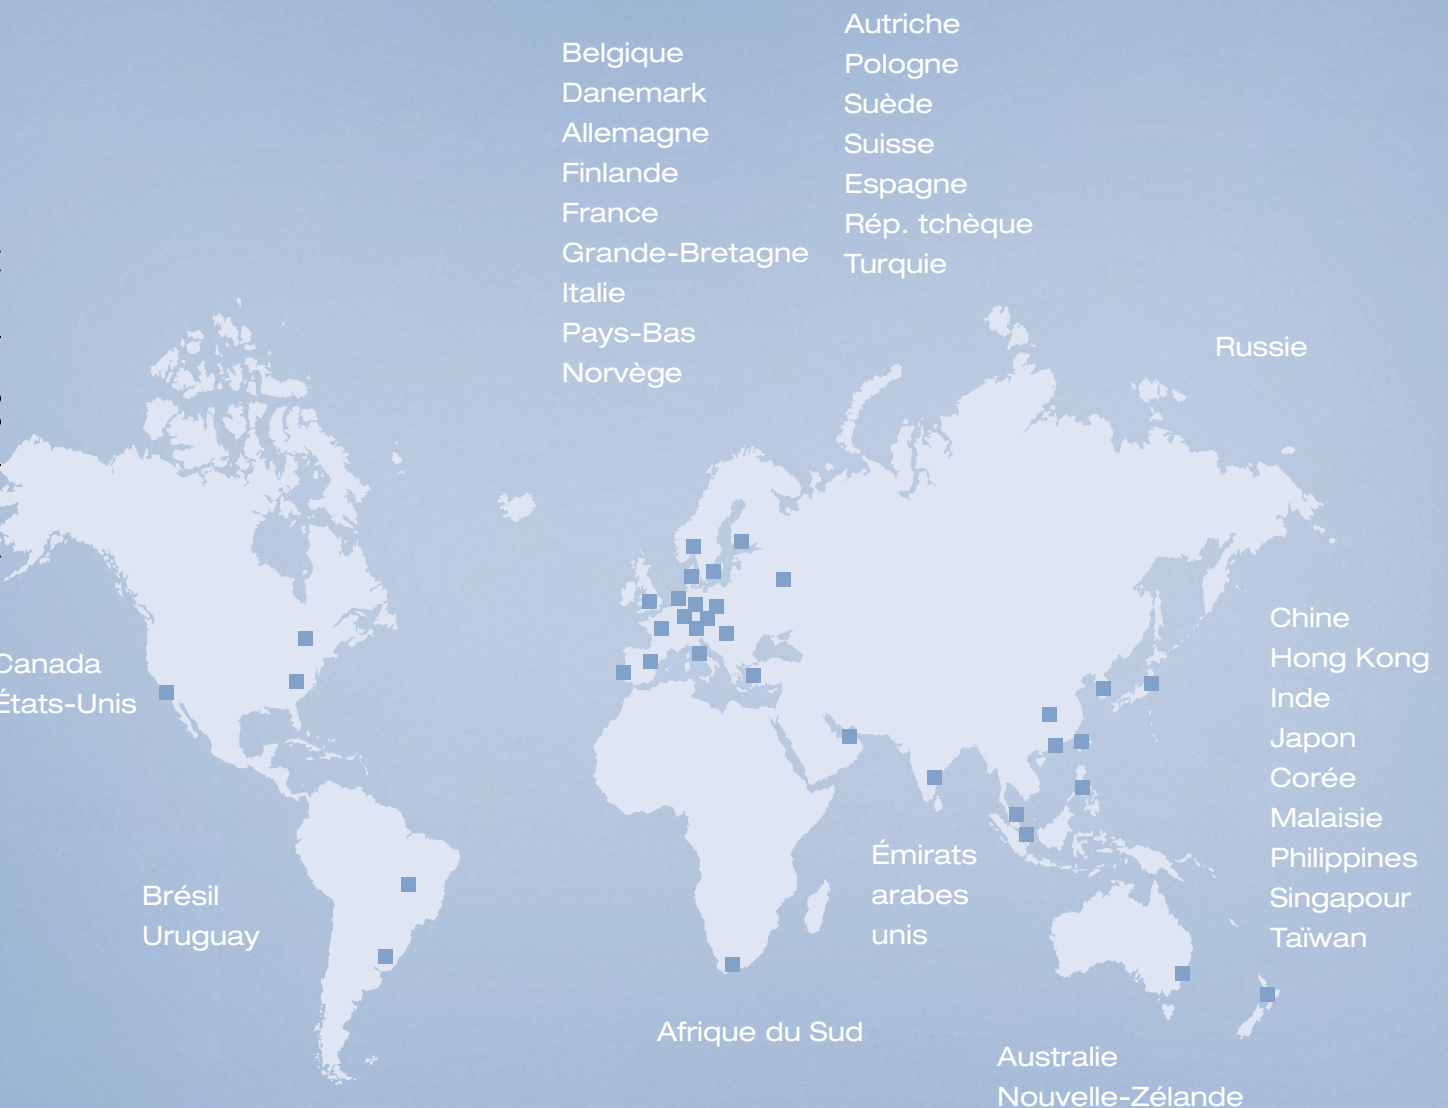 Belgique
Danemark
Allemagne
Finlande
France
Grande-Bretagne
Italie
Pays-Bas
Norvège
Autriche
Pologne
Suède
Suisse
Espagne
Rép. tchèque
Turquie
Russie
Canada
États-Unis
Chine
Hong Kong
Inde
Japon
Corée
Malaisie
Philippines
Singapour
Taïwan
Brésil
Uruguay
Émirats
arabes
unis
Afrique du Sud
Australie
Nouvelle-Zélande